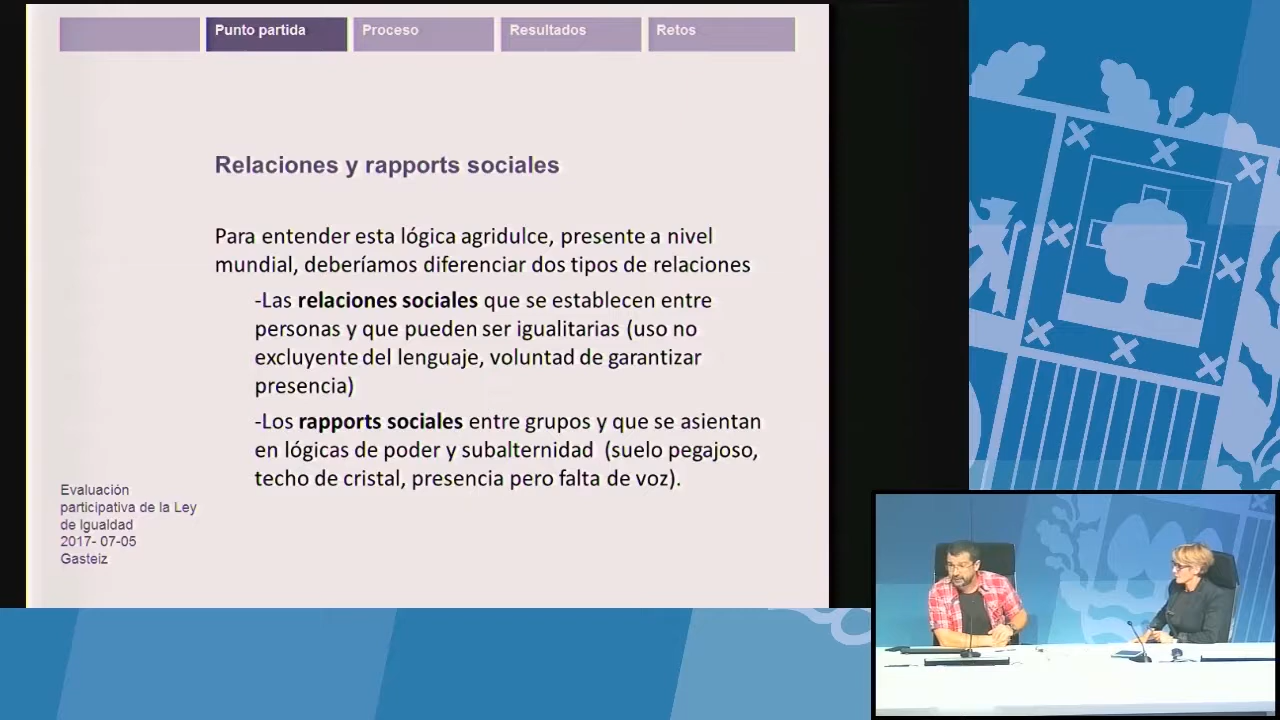 Punto partida
Proceso
Resultados
Retos
Relaciones y rapports sociales
Para entender esta lógica agridulce, presente a nivel
mundial, deberíamos diferenciar dos tipos de relaciones
-Las relaciones sociales que se establecen entre
personas y que pueden ser igualitarias (uso no
excluyente del lenguaje, voluntad de garantizar
presencia)
-Los rapports sociales entre grupos y que se asientan
en lógicas de poder y subalternidad (suelo pegajoso,
techo de cristal, presencia pero falta de voz).
Evaluación
participativa de la Ley
de Igualdad
2017- 07-05
Gasteiz